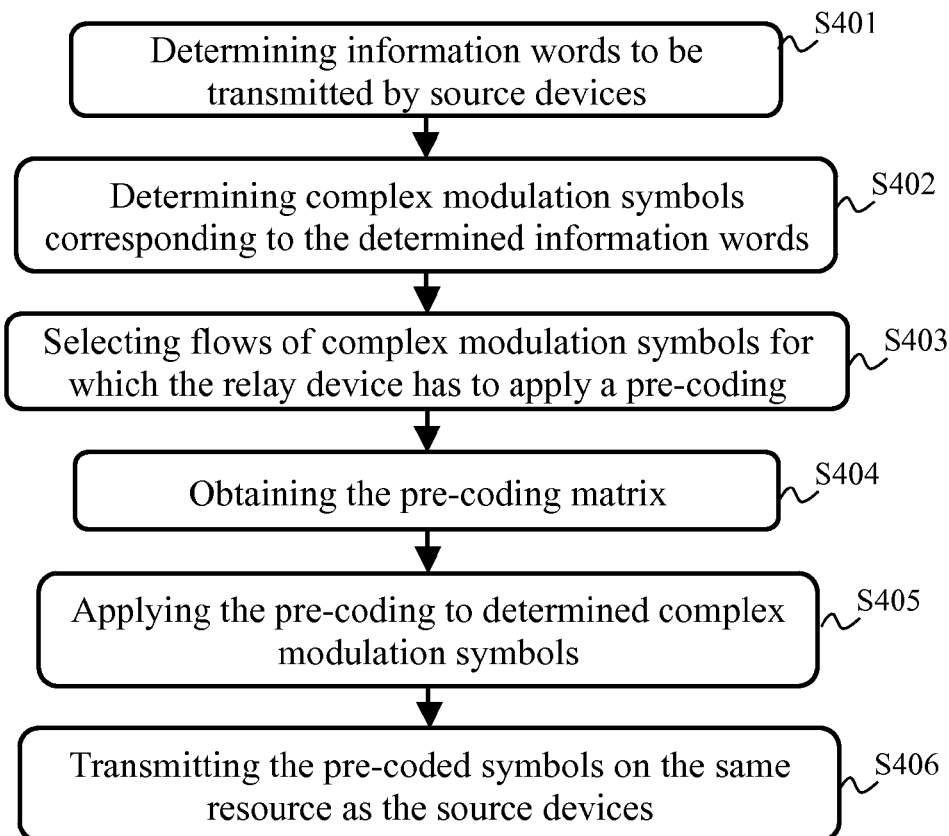 S401
Determining information words to be
transmitted by source devices
S402
Determining complex modulation symbols
corresponding to the determined information words
S403
Selecting flows of complex modulation symbols for
which the relay device has to apply a pre-coding
S404
Obtaining the pre-coding matrix
S405
Applying the pre-coding to determined complex
modulation symbols
S406
Transmitting the pre-coded symbols on the same
resource as the source devices